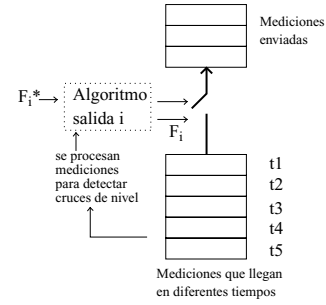 Mediciones
enviadas
Fi*
Algoritmo
salida i
Fi
se procesan
mediciones
para detectar
cruces de nivel
t1
t2
t3
t4
t5
Mediciones que llegan
en diferentes tiempos